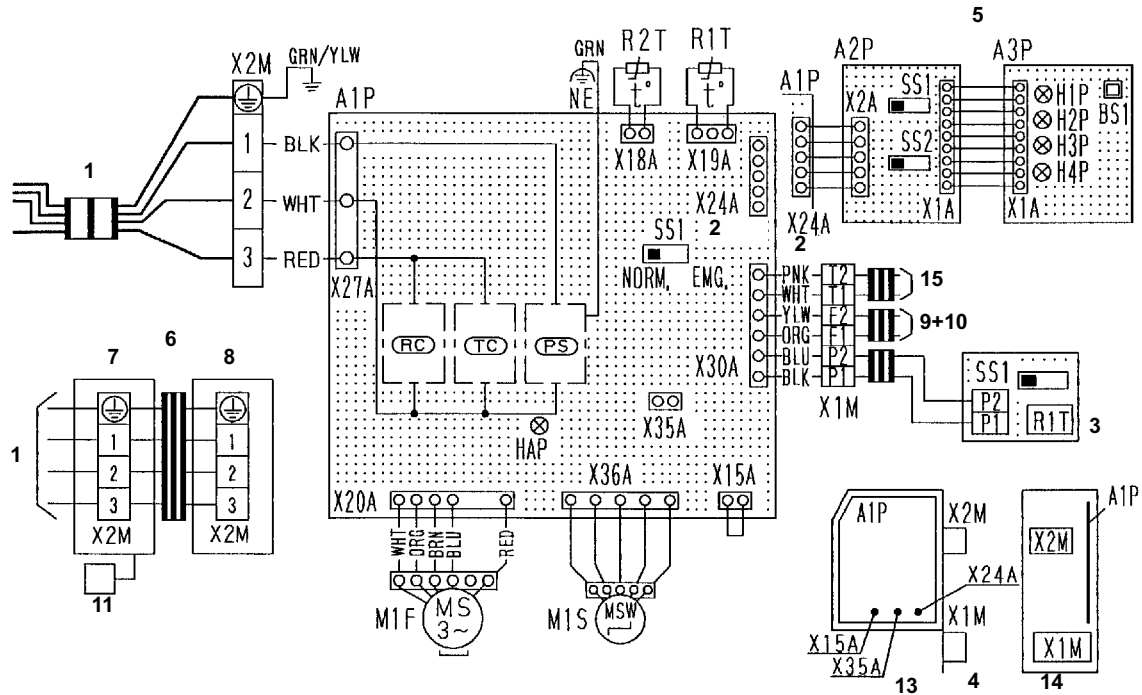 5
X2M
GRN/YLW
GRN
R2T
R1T
A2P
A3P
A1P
NE
t°
t°
A1P
X2A
SS1
SS2
H1P
H2P
H3P
H4P
BS1
X18A
X19A
X24A
2
X24A
2
X1A
X1A
1
1
BLK
2
WHT
3
RED
X27A
SS1
NORM.
EMG.
PNK
T2
WHT
T1
15
YLW
F2
ORG
F1
9+10
BLU
P2
BLK
P1
X30A
X1M
SS1
P2
P1
R1T
3
RC
TC
PS
HAP
X35A
6
7
8
1
1
2
3
X2M
1
2
3
X2M
11
X20A
X36A
X15A
WHT
ORG
BRN
BLU
RED
M1F
MS
3~
M1S
MSW
A1P
X2M
X24A
X1M
X15A
X35A
13
4
A1P
X2M
X1M
14